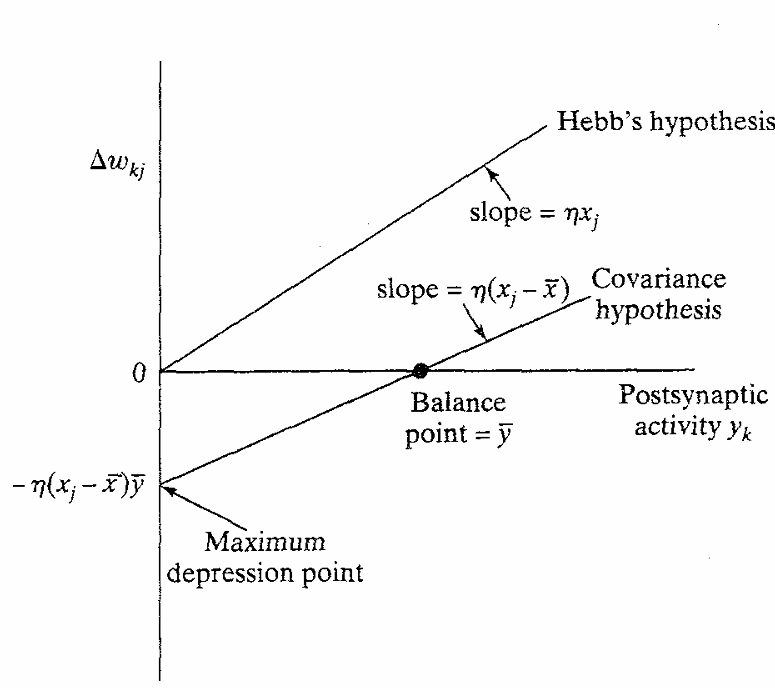 Hebb's hypothesis
Δw_kj
slope = ηx_j
slope = η(x_j − x̄)
Covariance
hypothesis
0
Balance
point = ȳ
Postsynaptic
activity y_k
− η(x_j − x̄)ȳ
Maximum
depression point